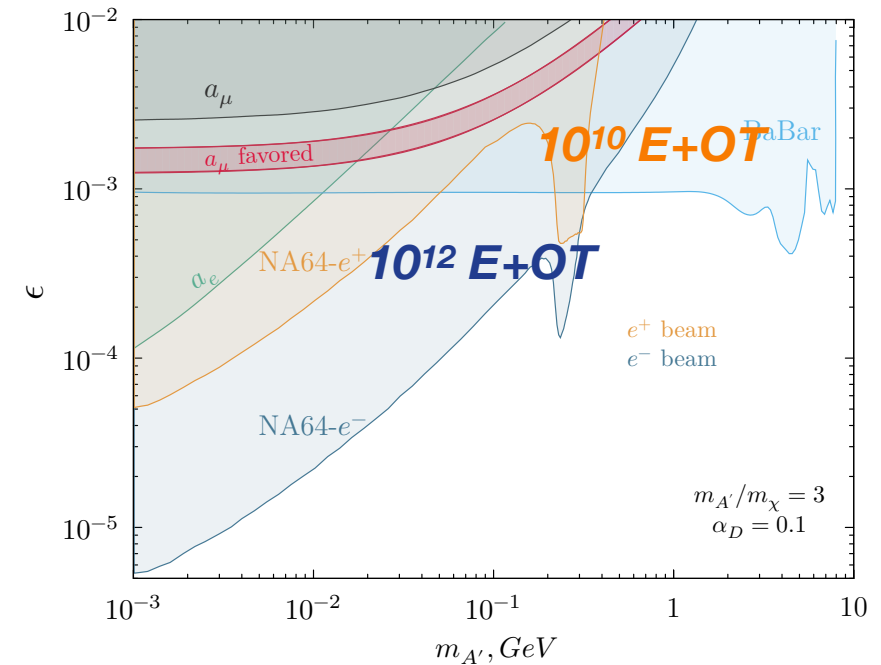 10⁻²
10⁻³
10⁻⁴
10⁻⁵
ϵ
a_μ
a_μ favored
10¹⁰ E+OT
BaBar
NA64-e⁺
10¹² E+OT
a_e
e⁺ beam
e⁻ beam
NA64-e⁻
m_A′/m_χ = 3
α_D = 0.1
10⁻³ 10⁻² 10⁻¹ 1 10
m_A′, GeV